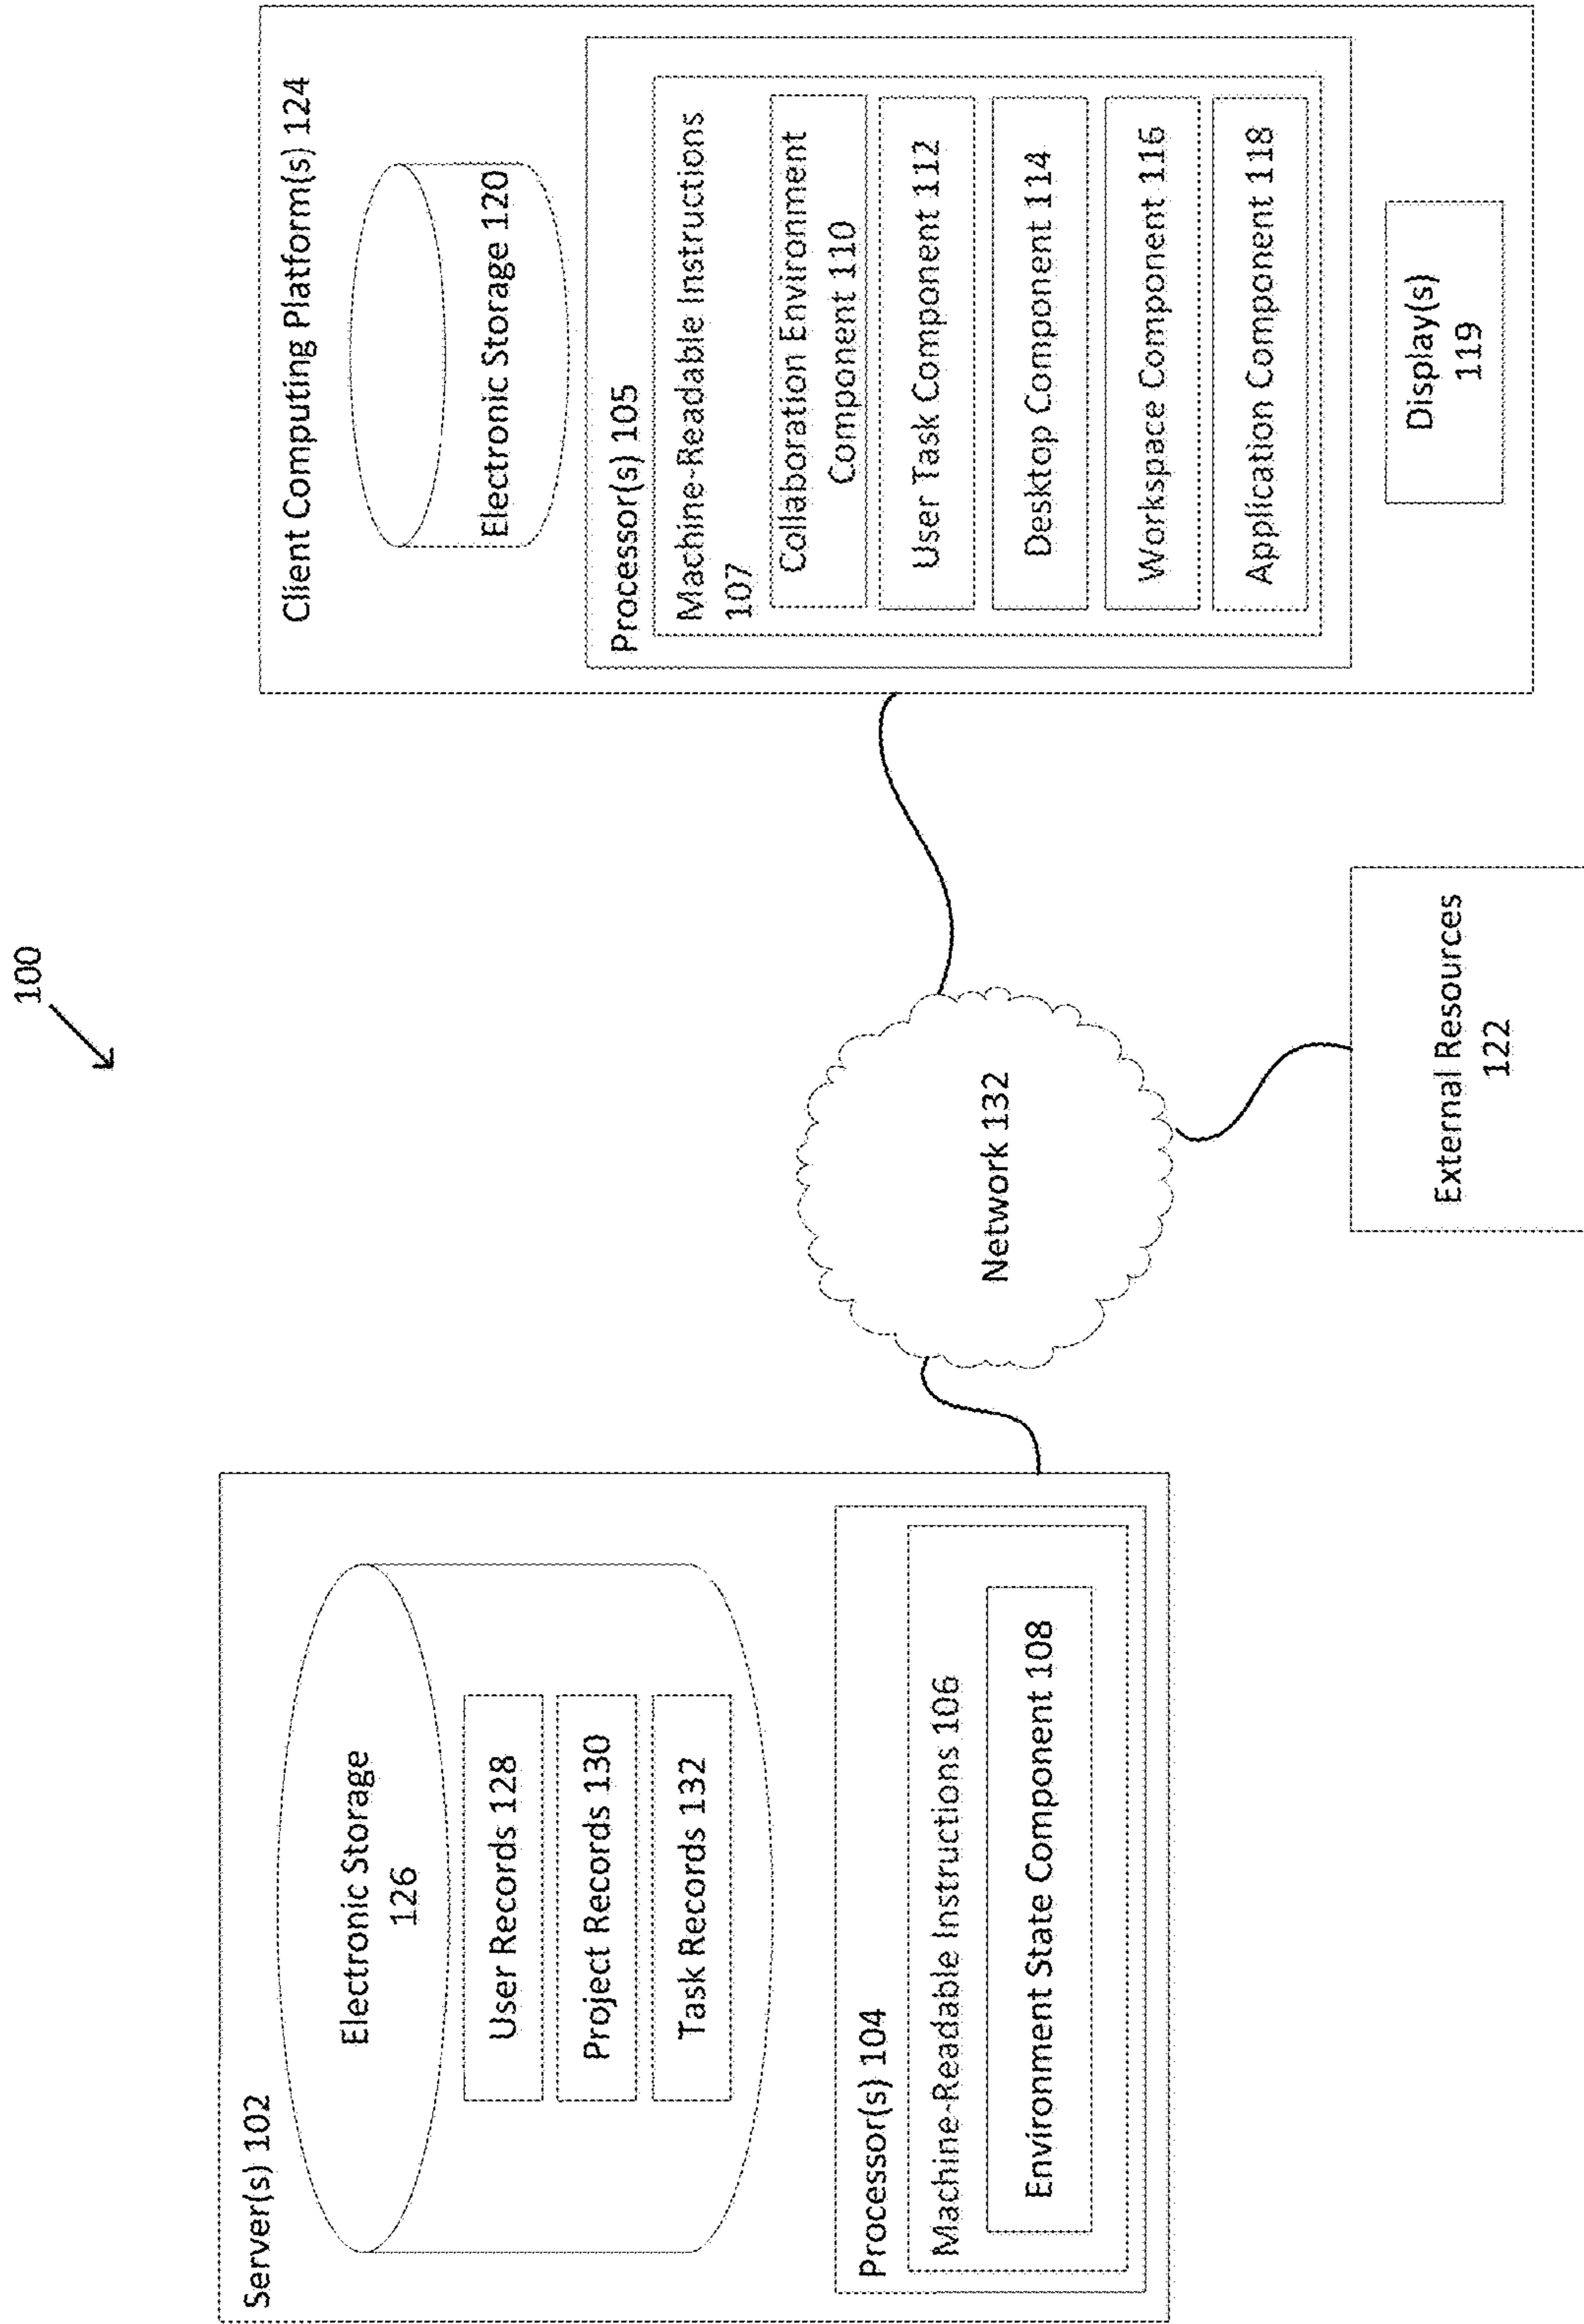 100
Server(s) 102
Electronic Storage
126
User Records 128
Project Records 130
Task Records 132
Processor(s) 104
Machine-Readable Instructions 106
Environment State Component 108
Network 132
External Resources
122
Client Computing Platform(s) 124
Electronic Storage 120
Processor(s) 105
Machine-Readable Instructions
107
Collaboration Environment
Component 110
User Task Component 112
Desktop Component 114
Workspace Component 116
Application Component 118
Display(s)
119